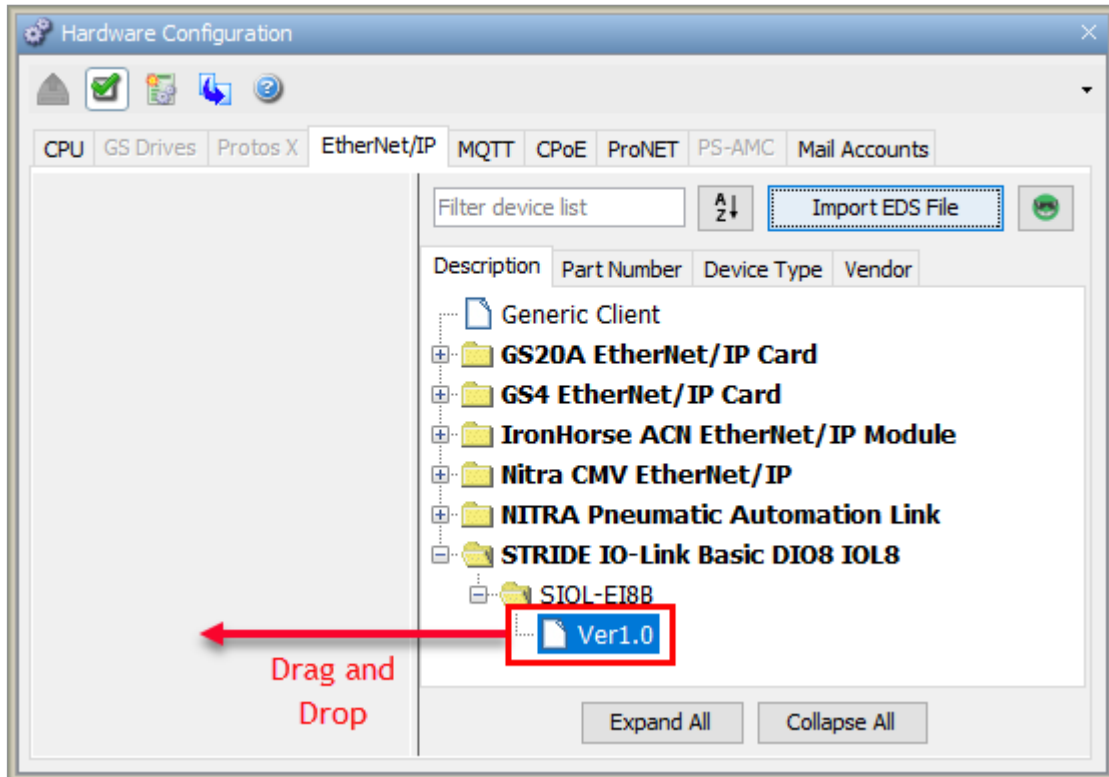 Hardware Configuration
CPU GS Drives Protos X EtherNet/IP MQTT CPoE ProNET PS-AMC Mail Accounts
Filter device list A Z Import EDS File
Description Part Number Device Type Vendor
Generic Client
GS20A EtherNet/IP Card
GS4 EtherNet/IP Card
IronHorse ACN EtherNet/IP Module
Nitra CMV EtherNet/IP
NITRA Pneumatic Automation Link
STRIDE IO-Link Basic DIO8 IOL8
SIOL-EI8B
Ver1.0
Drag and
Drop
Expand All Collapse All